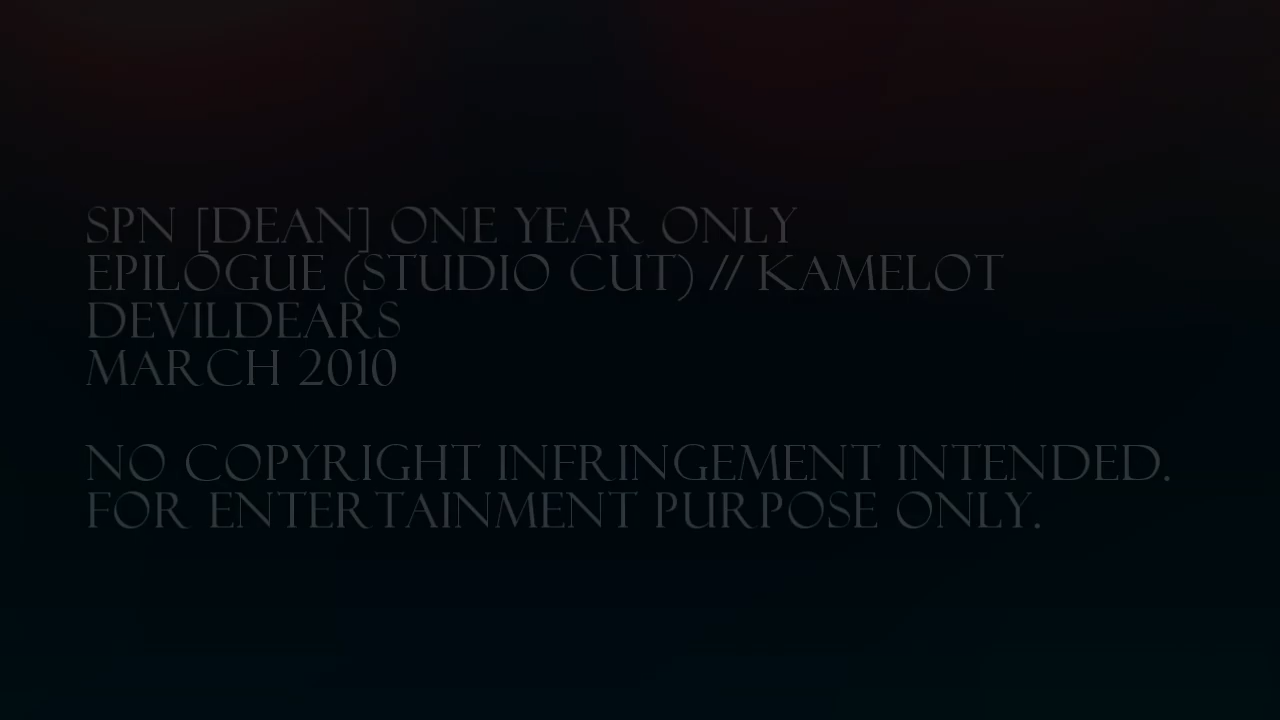 SPN [DEAN] ONE YEAR ONLY
EPILOGUE (STUDIO CUT) // KAMELOT
DEVILDEARS
MARCH 2010
NO COPYRIGHT INFRINGEMENT INTENDED.
FOR ENTERTAINMENT PURPOSE ONLY.